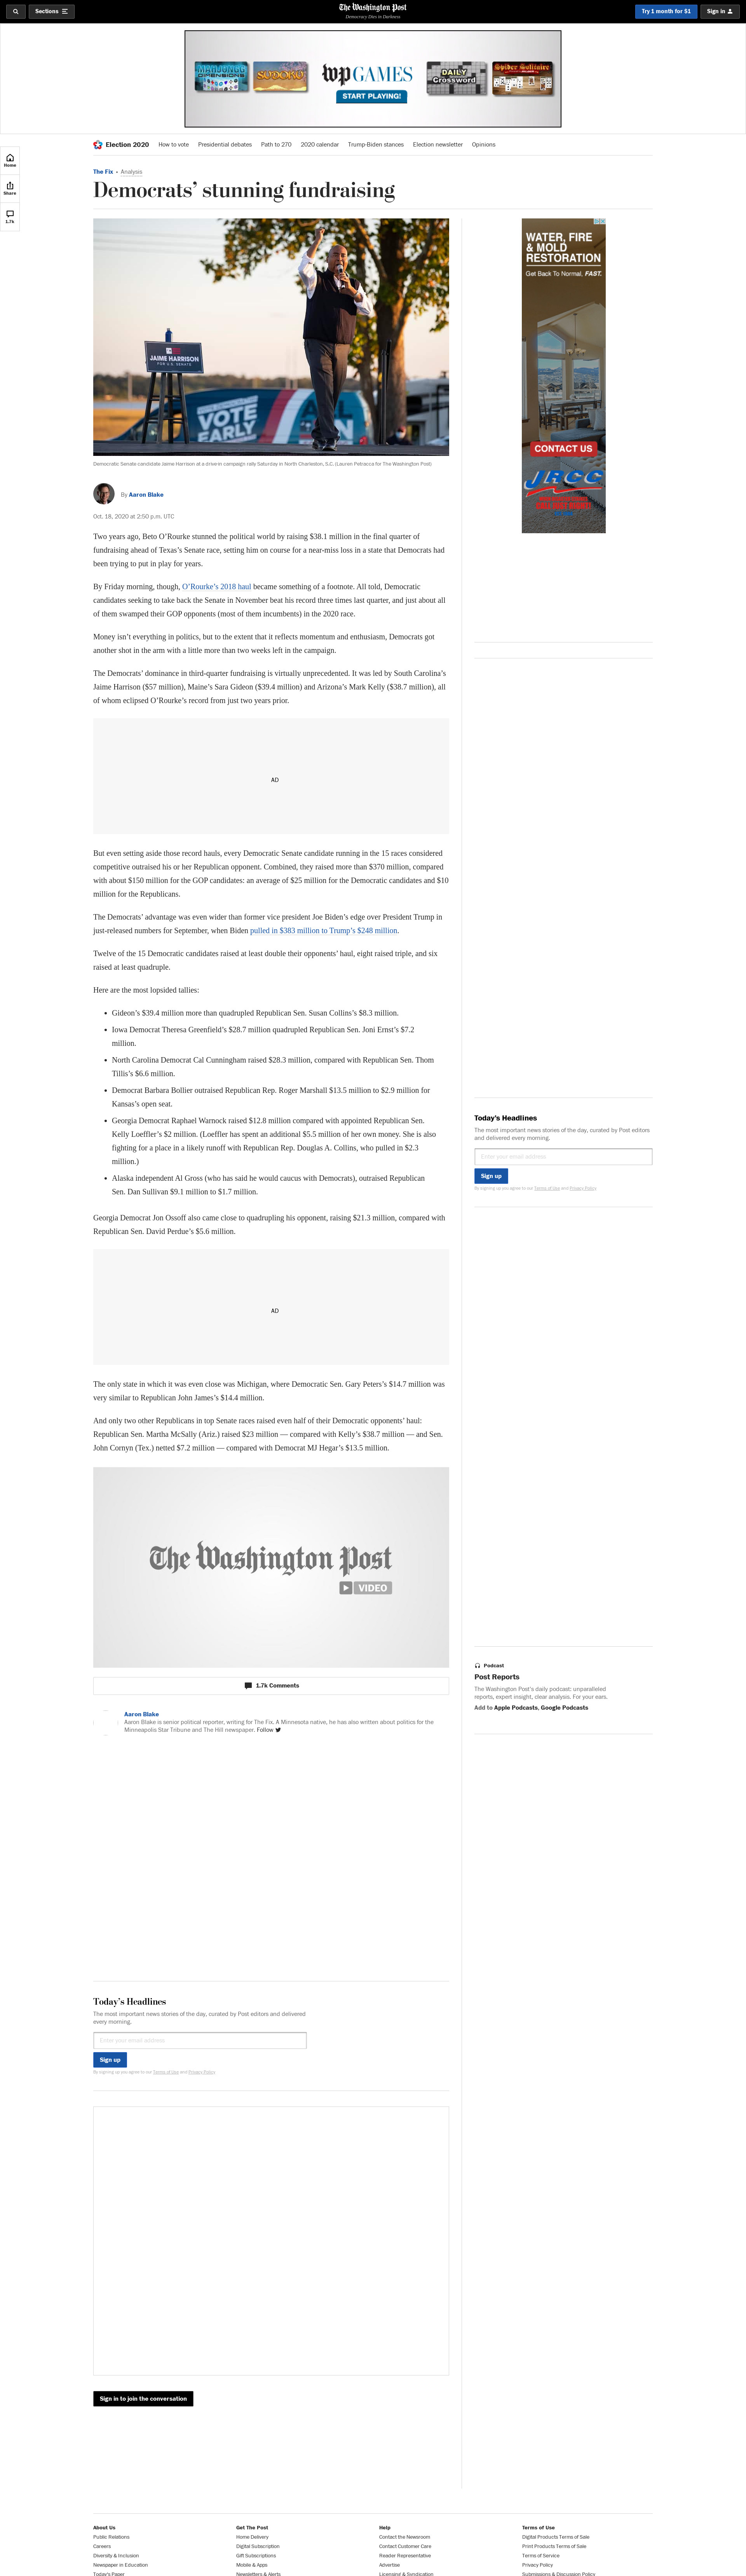 Sections
The Washington Post
Democracy Dies in Darkness
Try 1 month for $1
Sign in
MAHJONGG
DIMENSIONS
SUDOKU
WP GAMES
START PLAYING!
DAILY
Crossword
Spider Solitaire
Election 2020
How to vote
Presidential debates
Path to 270
2020 calendar
Trump-Biden stances
Election newsletter
Opinions
Home
Share
1.7k
The Fix • Analysis
Democrats’ stunning fundraising
JAIME HARRISON
FOR U.S. SENATE
VOTE
Democratic Senate candidate Jaime Harrison at a drive-in campaign rally Saturday in North Charleston, S.C. (Lauren Petracca for The Washington Post)
By Aaron Blake
Oct. 18, 2020 at 2:50 p.m. UTC
Two years ago, Beto O’Rourke stunned the political world by raising $38.1 million in the final quarter of
fundraising ahead of Texas’s Senate race, setting him on course for a near-miss loss in a state that Democrats had
been trying to put in play for years.
By Friday morning, though, O’Rourke’s 2018 haul became something of a footnote. All told, Democratic
candidates seeking to take back the Senate in November beat his record three times last quarter, and just about all
of them swamped their GOP opponents (most of them incumbents) in the 2020 race.
Money isn’t everything in politics, but to the extent that it reflects momentum and enthusiasm, Democrats got
another shot in the arm with a little more than two weeks left in the campaign.
The Democrats’ dominance in third-quarter fundraising is virtually unprecedented. It was led by South Carolina’s
Jaime Harrison ($57 million), Maine’s Sara Gideon ($39.4 million) and Arizona’s Mark Kelly ($38.7 million), all
of whom eclipsed O’Rourke’s record from just two years prior.
AD
But even setting aside those record hauls, every Democratic Senate candidate running in the 15 races considered
competitive outraised his or her Republican opponent. Combined, they raised more than $370 million, compared
with about $150 million for the GOP candidates: an average of $25 million for the Democratic candidates and $10
million for the Republicans.
The Democrats’ advantage was even wider than former vice president Joe Biden’s edge over President Trump in
just-released numbers for September, when Biden pulled in $383 million to Trump’s $248 million.
Twelve of the 15 Democratic candidates raised at least double their opponents’ haul, eight raised triple, and six
raised at least quadruple.
Here are the most lopsided tallies:
• Gideon’s $39.4 million more than quadrupled Republican Sen. Susan Collins’s $8.3 million.
• Iowa Democrat Theresa Greenfield’s $28.7 million quadrupled Republican Sen. Joni Ernst’s $7.2
million.
• North Carolina Democrat Cal Cunningham raised $28.3 million, compared with Republican Sen. Thom
Tillis’s $6.6 million.
• Democrat Barbara Bollier outraised Republican Rep. Roger Marshall $13.5 million to $2.9 million for
Kansas’s open seat.
• Georgia Democrat Raphael Warnock raised $12.8 million compared with appointed Republican Sen.
Kelly Loeffler’s $2 million. (Loeffler has spent an additional $5.5 million of her own money. She is also
fighting for a place in a likely runoff with Republican Rep. Douglas A. Collins, who pulled in $2.3
million.)
• Alaska independent Al Gross (who has said he would caucus with Democrats), outraised Republican
Sen. Dan Sullivan $9.1 million to $1.7 million.
Georgia Democrat Jon Ossoff also came close to quadrupling his opponent, raising $21.3 million, compared with
Republican Sen. David Perdue’s $5.6 million.
AD
The only state in which it was even close was Michigan, where Democratic Sen. Gary Peters’s $14.7 million was
very similar to Republican John James’s $14.4 million.
And only two other Republicans in top Senate races raised even half of their Democratic opponents’ haul:
Republican Sen. Martha McSally (Ariz.) raised $23 million — compared with Kelly’s $38.7 million — and Sen.
John Cornyn (Tex.) netted $7.2 million — compared with Democrat MJ Hegar’s $13.5 million.
The Washington Post
VIDEO
1.7k Comments
Aaron Blake
Aaron Blake is senior political reporter, writing for The Fix. A Minnesota native, he has also written about politics for the
Minneapolis Star Tribune and The Hill newspaper. Follow
Today’s Headlines
The most important news stories of the day, curated by Post editors and delivered
every morning.
Enter your email address
Sign up
By signing up you agree to our Terms of Use and Privacy Policy
Sign in to join the conversation
WATER, FIRE
& MOLD
RESTORATION
Get Back To Normal, FAST.
CONTACT US
JRCC
Today’s Headlines
The most important news stories of the day, curated by Post editors
and delivered every morning.
Enter your email address
Sign up
By signing up you agree to our Terms of Use and Privacy Policy
Podcast
Post Reports
The Washington Post’s daily podcast: unparalleled
reports, expert insight, clear analysis. For your ears.
Add to Apple Podcasts, Google Podcasts
About Us
Public Relations
Careers
Diversity & Inclusion
Newspaper in Education
Today’s Paper
Get The Post
Home Delivery
Digital Subscription
Gift Subscriptions
Mobile & Apps
Newsletters & Alerts
Help
Contact the Newsroom
Contact Customer Care
Reader Representative
Advertise
Licensing & Syndication
Terms of Use
Digital Products Terms of Sale
Print Products Terms of Sale
Terms of Service
Privacy Policy
Submissions & Discussion Policy